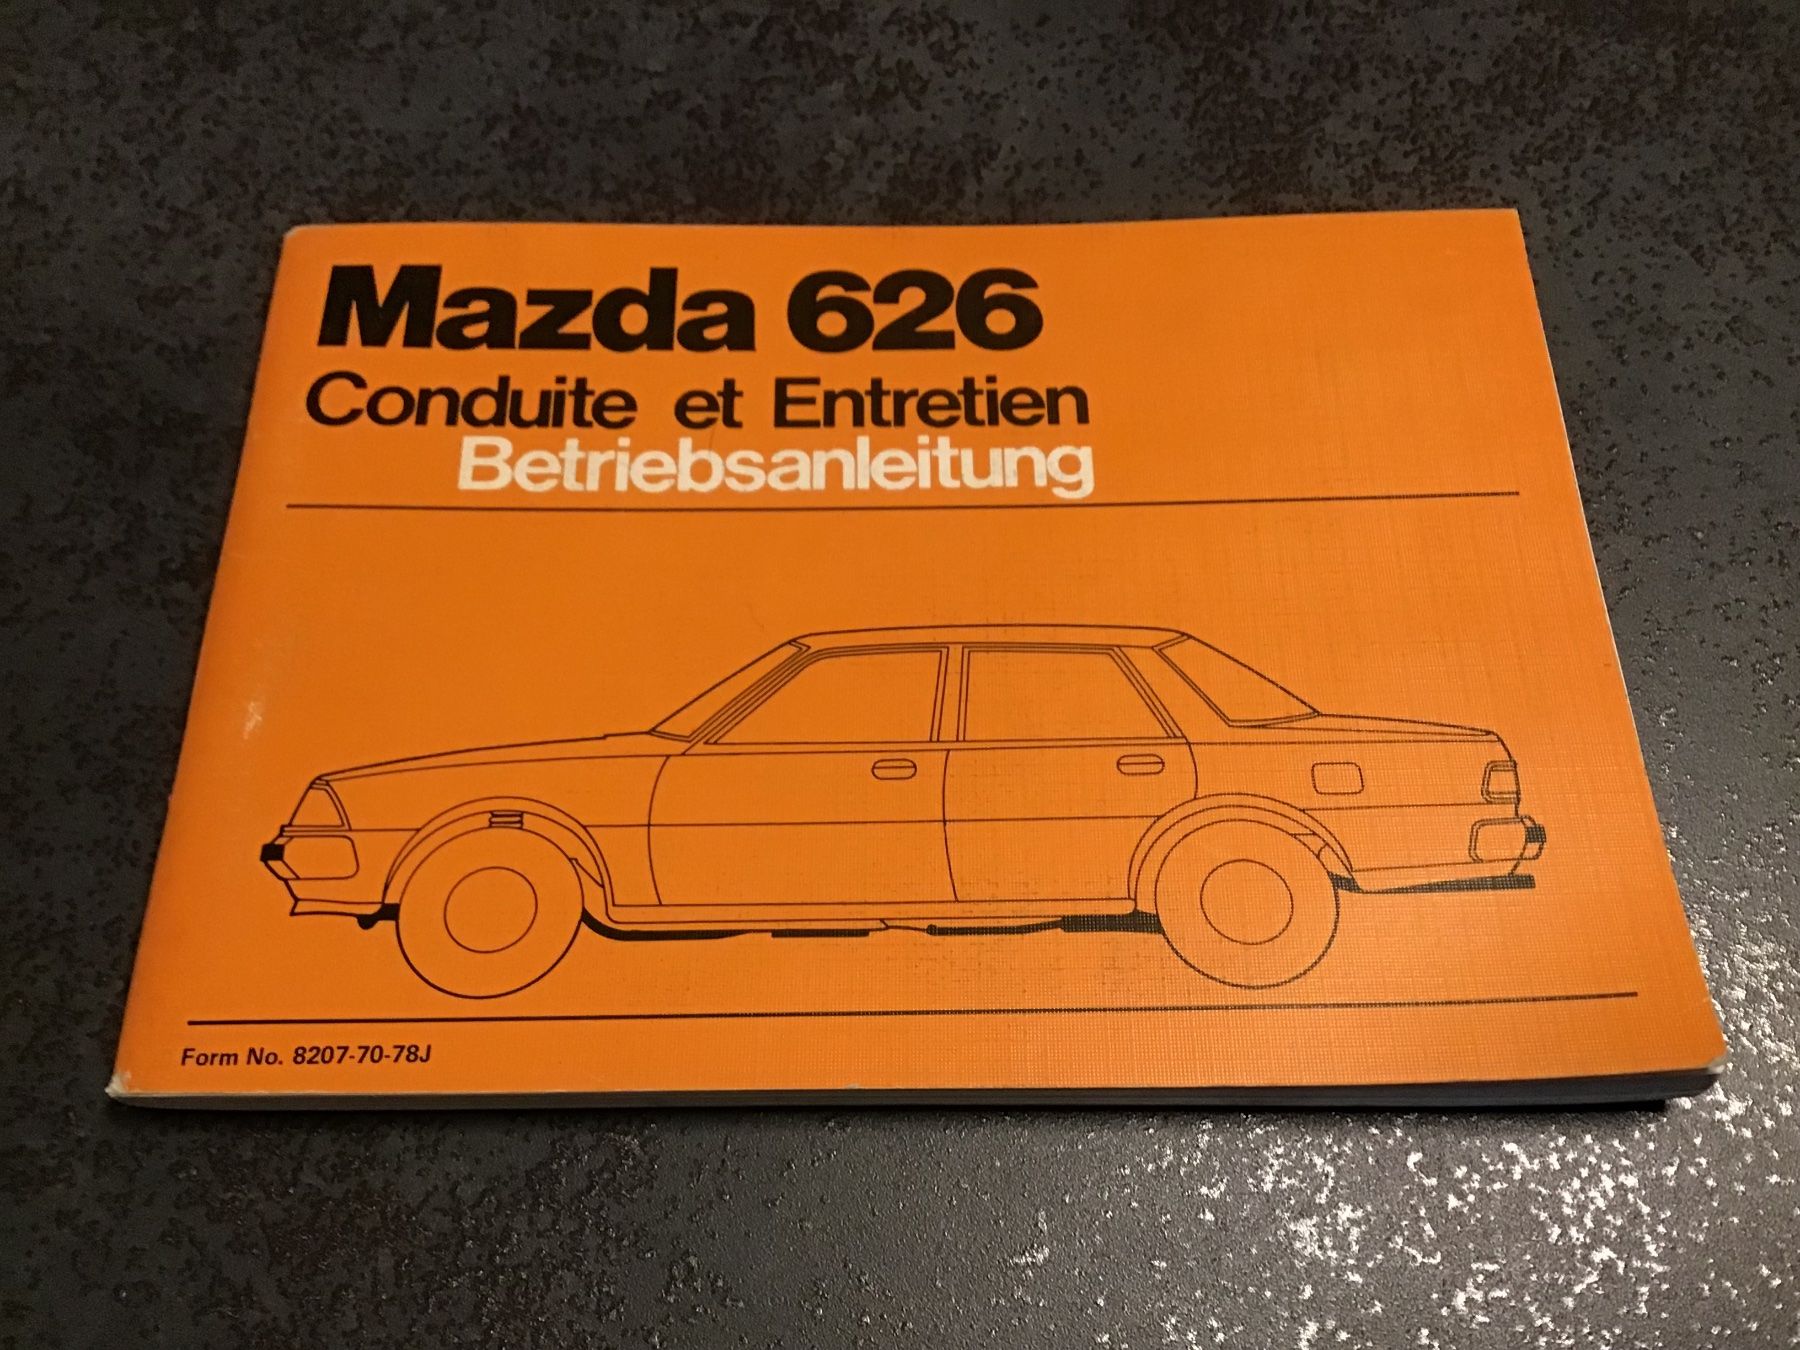 Mazda 626
Conduite et Entretien
Betriebsanleitung
Form No. 8207-70-78J